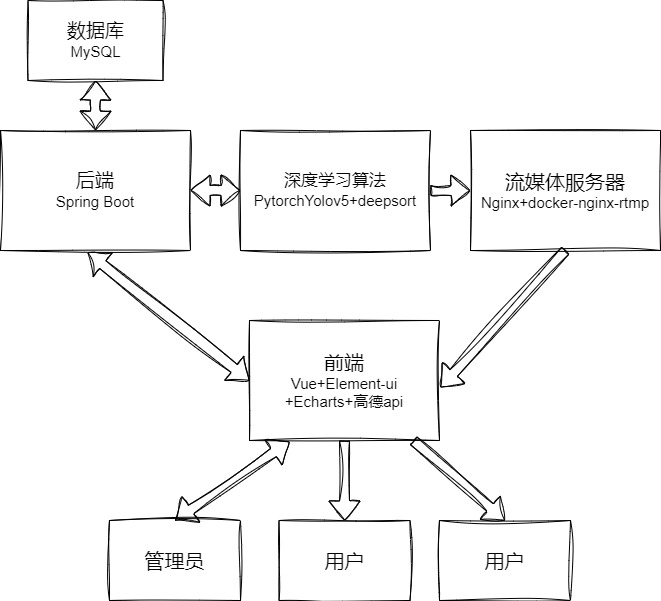 数据库
MySQL
后端
Spring Boot
深度学习算法
PytorchYolov5+deepsort
流媒体服务器
Nginx+docker-nginx-rtmp
前端
Vue+Element-ui
+Echarts+高德api
管理员
用户
用户